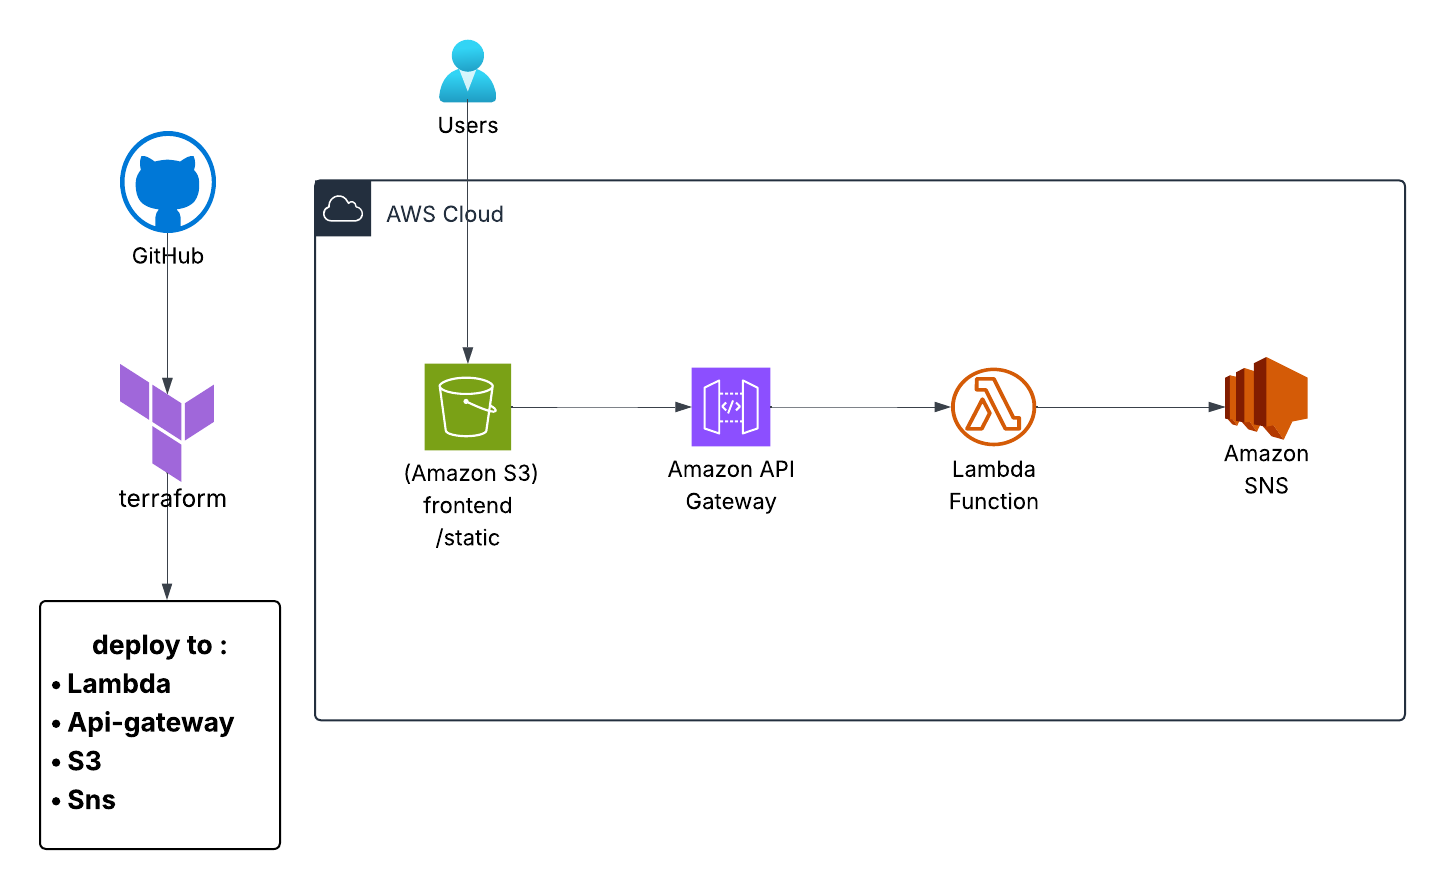 Users
GitHub
AWS Cloud
terraform
(Amazon S3)
frontend
/static
Amazon API
Gateway
Lambda
Function
Amazon
SNS
deploy to :
• Lambda
• Api-gateway
• S3
• Sns